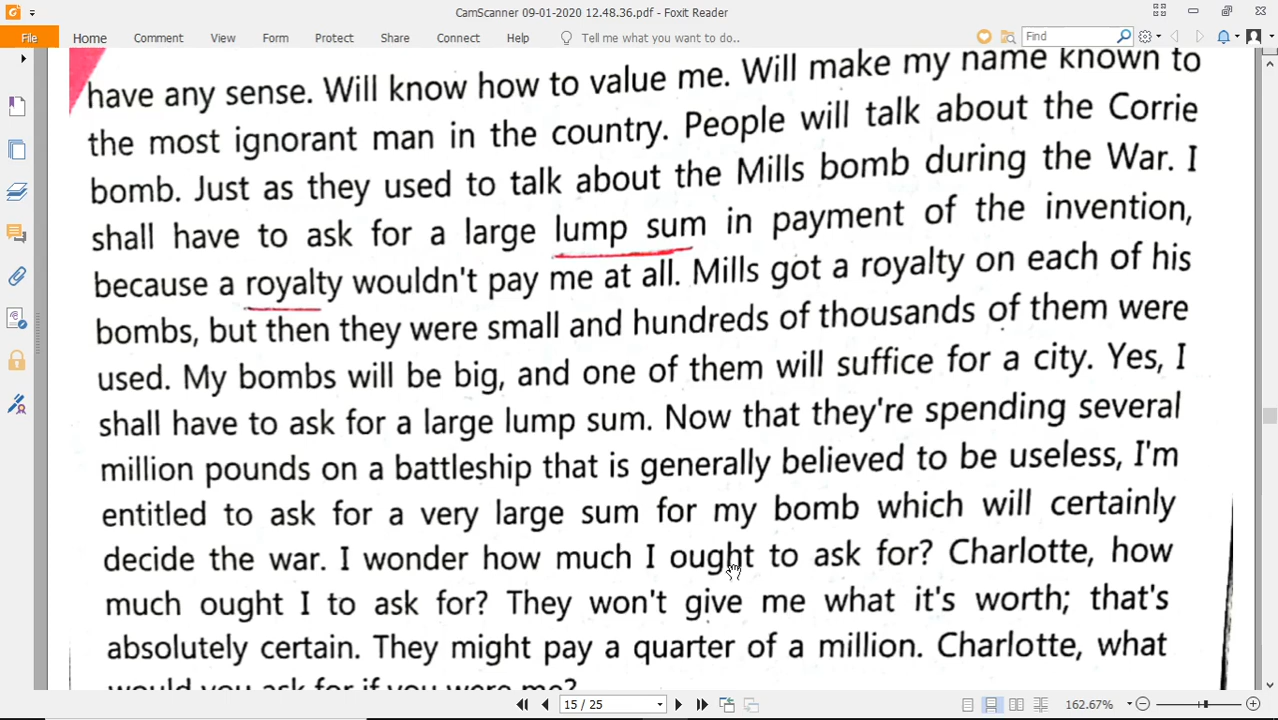 CamScanner 09-01-2020 12.48.36.pdf - Foxit Reader
File Home Comment View Form Protect Share Connect Help Tell me what you want to do.. Find
have any sense. Will know how to value me. Will make my name known to
the most ignorant man in the country. People will talk about the Corrie
bomb. Just as they used to talk about the Mills bomb during the War. I
shall have to ask for a large lump sum in payment of the invention,
because a royalty wouldn't pay me at all. Mills got a royalty on each of his
bombs, but then they were small and hundreds of thousands of them were
used. My bombs will be big, and one of them will suffice for a city. Yes, I
shall have to ask for a large lump sum. Now that they're spending several
million pounds on a battleship that is generally believed to be useless, I'm
entitled to ask for a very large sum for my bomb which will certainly
decide the war. I wonder how much I ought to ask for? Charlotte, how
much ought I to ask for? They won't give me what it's worth; that's
absolutely certain. They might pay a quarter of a million. Charlotte, what
would you ask for if you were me?
15 / 25 162.67%